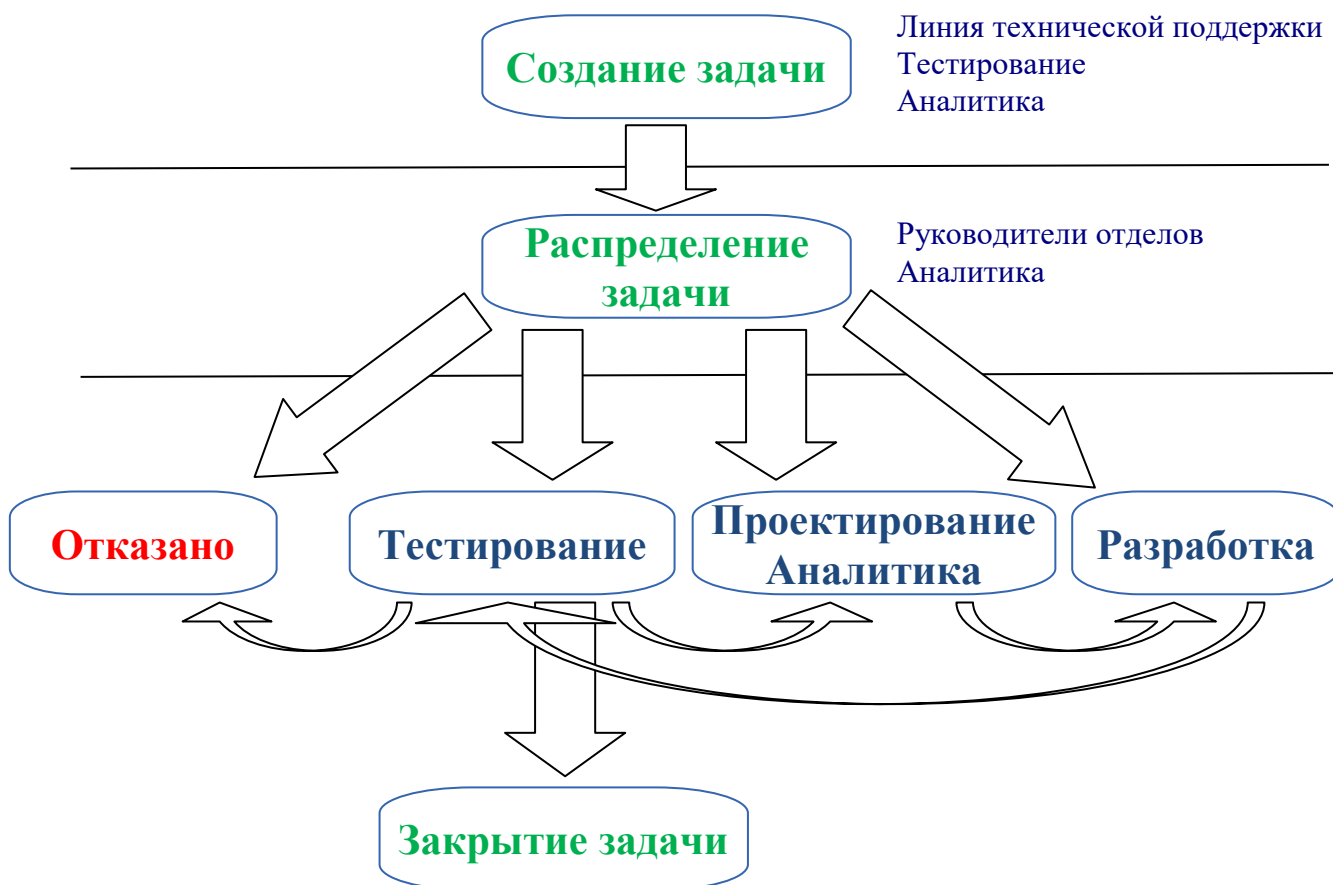 Создание задачи
Линия технической поддержки
Тестирование
Аналитика
Распределение
задачи
Руководители отделов
Аналитика
Отказано
Тестирование
Проектирование
Аналитика
Разработка
Закрытие задачи